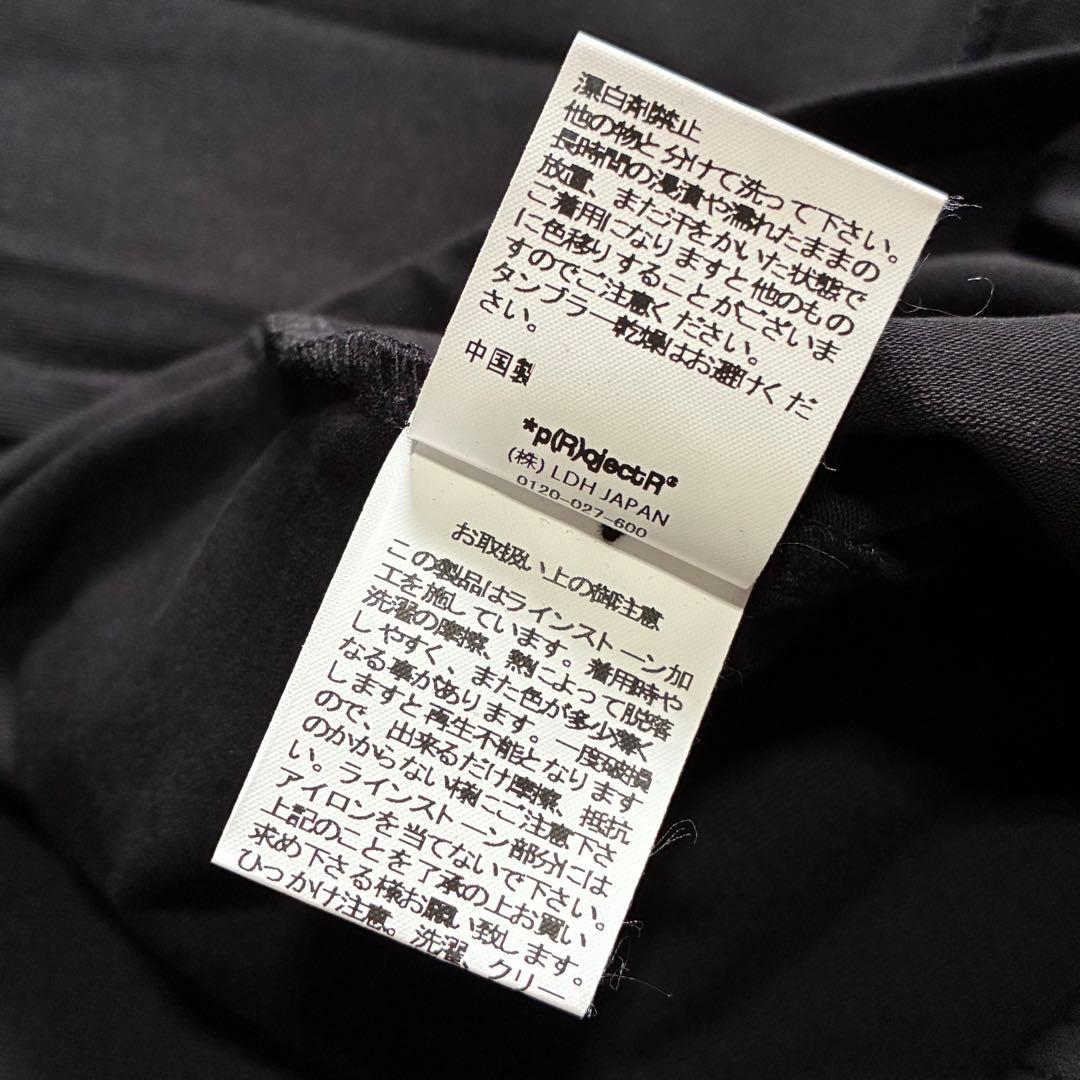 漂白剤禁止
他の物と分けて洗って下さい。
長時間の浸漬や濡れたままの
放置、また汗をかいた状態で
ご着用になりますと他のもの
に色移りすることがございま
すのでご注意ください。
タンブラー乾燥はお避けくだ
さい。
中国製
*p(R)ojectR®
(株) LDH JAPAN
0120-027-600
お取扱い上の御注意
この製品はラインストーン加
工を施しています。着用時や
洗濯の摩擦、熱によって脱落
しやすく、また色が多少薄く
なる事があります。一度破損
しますと再生不能となります
ので、出来るだけ摩擦、抵抗
のかからない様にご注意下さ
い。ラインストーン部分には
アイロンを当てないで下さい。
上記のことを了承の上お買い
求め下さる様お願い致します。
ひっかけ注意。洗濯、クリー